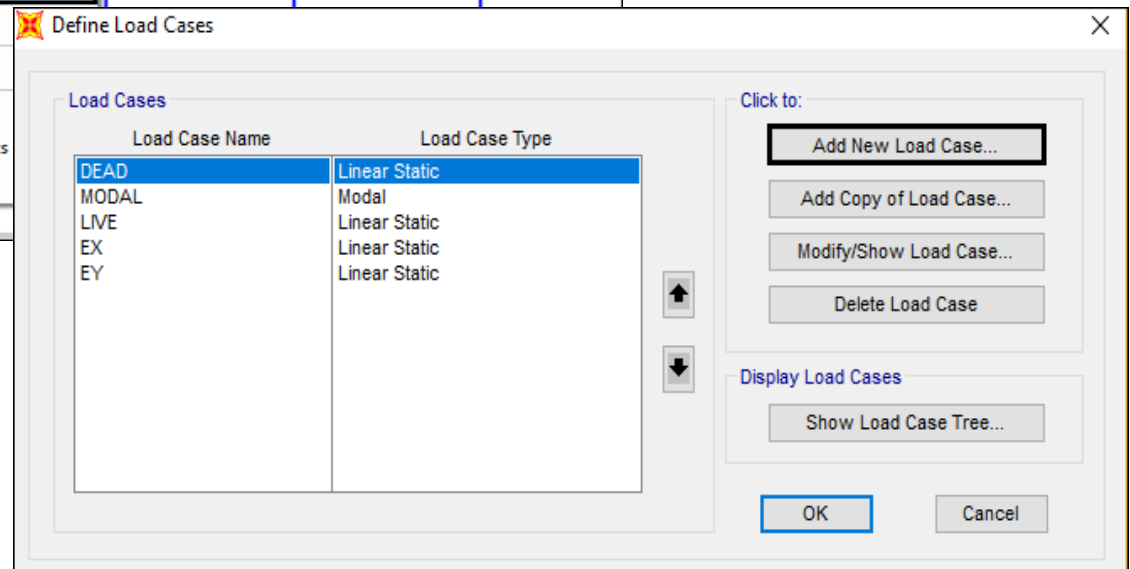 Define Load Cases
Load Cases
Load Case Name Load Case Type
DEAD Linear Static
MODAL Modal
LIVE Linear Static
EX Linear Static
EY Linear Static
Click to:
Add New Load Case...
Add Copy of Load Case...
Modify/Show Load Case...
Delete Load Case
Display Load Cases
Show Load Case Tree...
OK Cancel